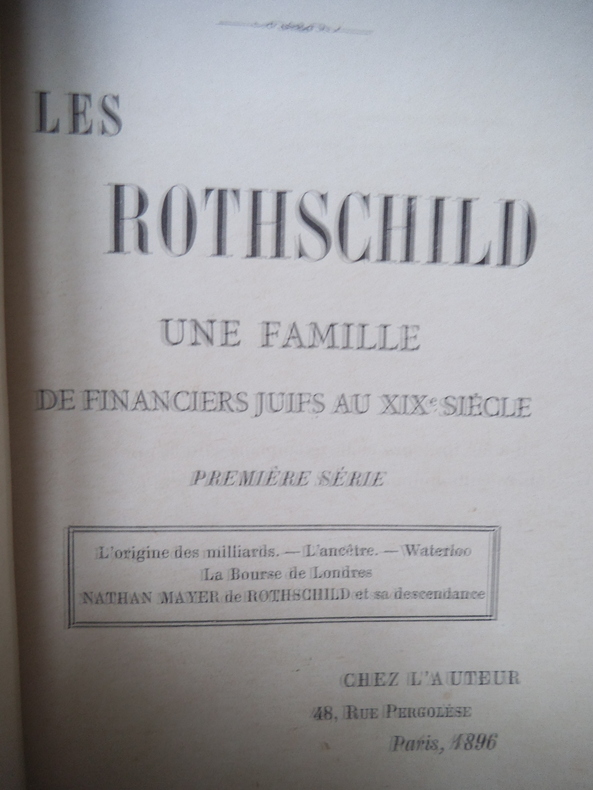 LES
ROTHSCHILD
UNE FAMILLE
DE FINANCIERS JUIFS AU XIXe SIÈCLE
PREMIÈRE SÉRIE
L'origine des milliards. — L'ancêtre. — Waterloo
La Bourse de Londres
NATHAN MAYER de ROTHSCHILD et sa descendance
CHEZ L'AUTEUR
48, RUE PERGOLÈSE
Paris, 1896